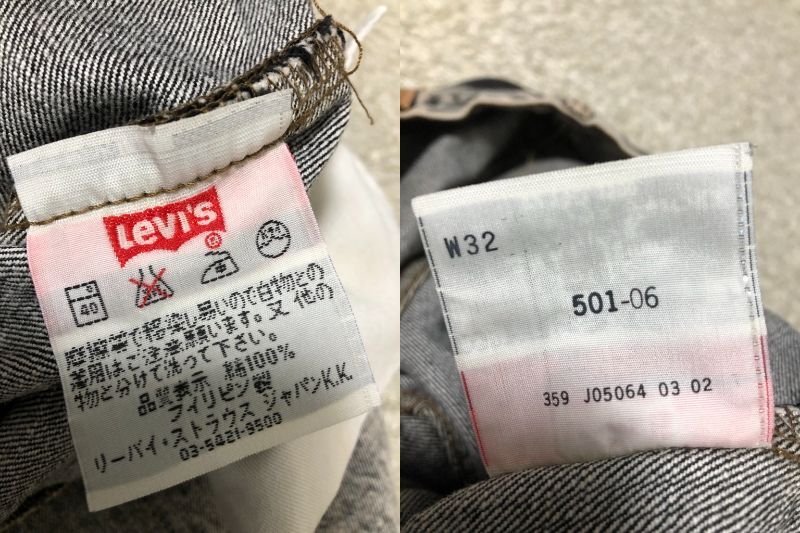 LEVI'S
40
摩擦等で移染し易いので白物との
着用はご注意願います。又 他の
物と分けて洗って下さい。
品質表示 綿100%
フィリピン製
リーバイ・ストラウス ジャパンK.K
03-5421-9500
W32
501-06
359 J05064 03 02